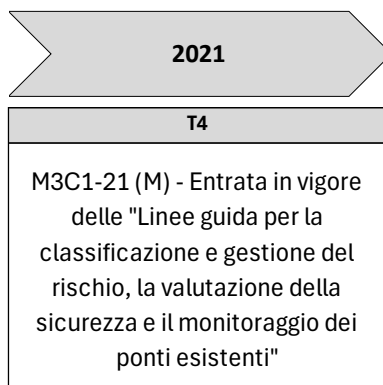 2021
T4
M3C1-21 (M) - Entrata in vigore
delle "Linee guida per la
classificazione e gestione del
rischio, la valutazione della
sicurezza e il monitoraggio dei
ponti esistenti"